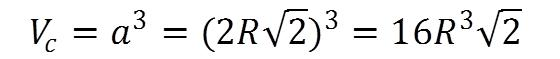 V_c = a³ = (2R√2)³ = 16R³√2